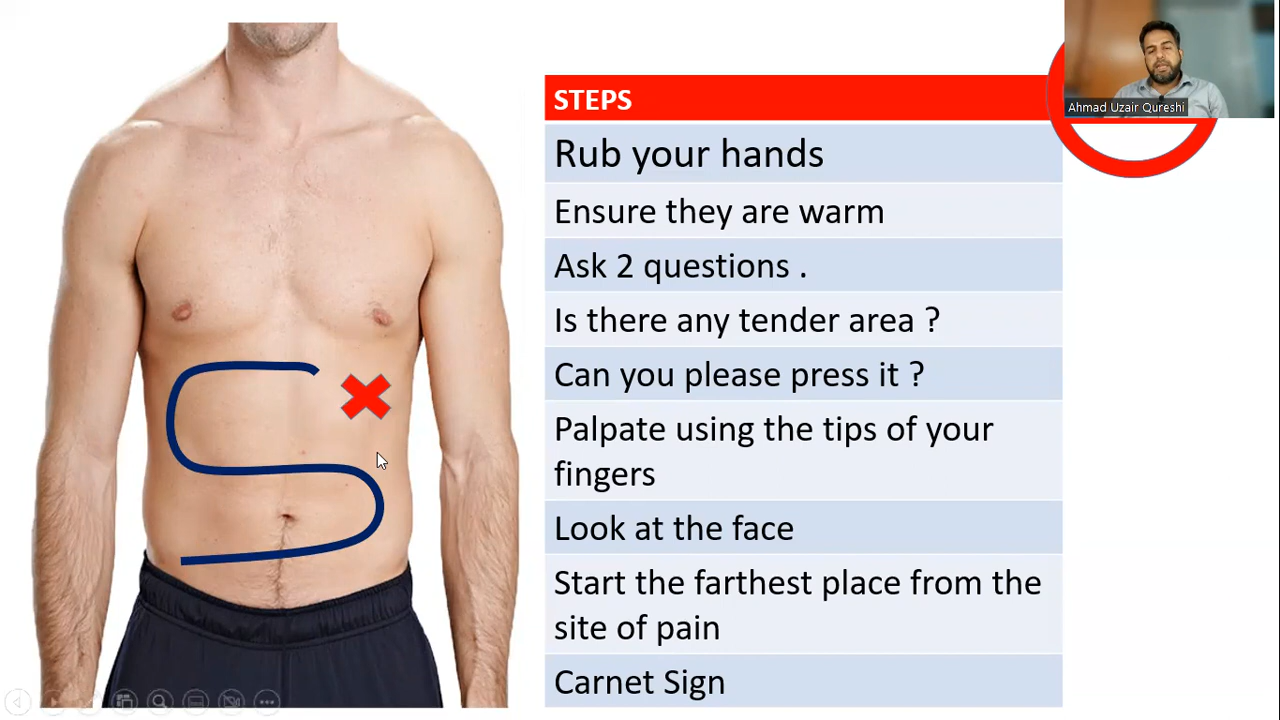 STEPS
Rub your hands
Ensure they are warm
Ask 2 questions .
Is there any tender area ?
Can you please press it ?
Palpate using the tips of your
fingers
Look at the face
Start the farthest place from the
site of pain
Carnet Sign
Ahmad Uzair Qureshi